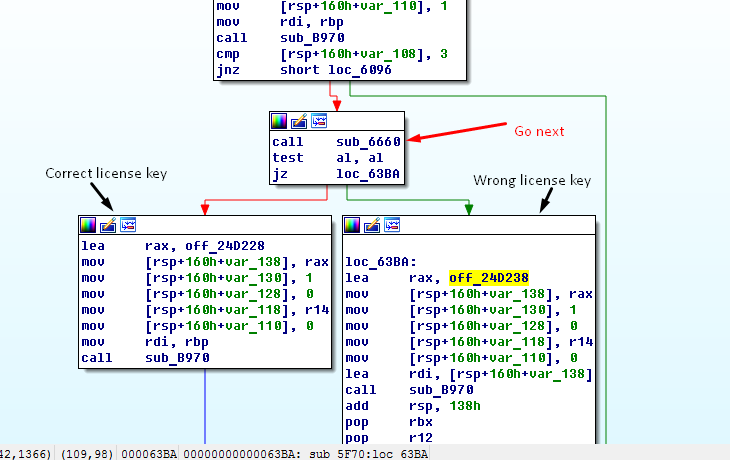 mov [rsp+160h+var_110], 1
mov rdi, rbp
call sub_B970
cmp [rsp+160h+var_108], 3
jnz short loc_6096
call sub_6660
test al, al
jz loc_63BA
Go next
Correct license key
Wrong license key
lea rax, off_24D228
mov [rsp+160h+var_138], rax
mov [rsp+160h+var_130], 1
mov [rsp+160h+var_128], 0
mov [rsp+160h+var_118], r14
mov [rsp+160h+var_110], 0
mov rdi, rbp
call sub_B970
loc_63BA:
lea rax, off_24D238
mov [rsp+160h+var_138], rax
mov [rsp+160h+var_130], 1
mov [rsp+160h+var_128], 0
mov [rsp+160h+var_118], r14
mov [rsp+160h+var_110], 0
lea rdi, [rsp+160h+var_138]
call sub_B970
add rsp, 138h
pop rbx
pop r12
42,1366) (109,98) 000063BA 00000000000063BA: sub_5F70:loc_63BA